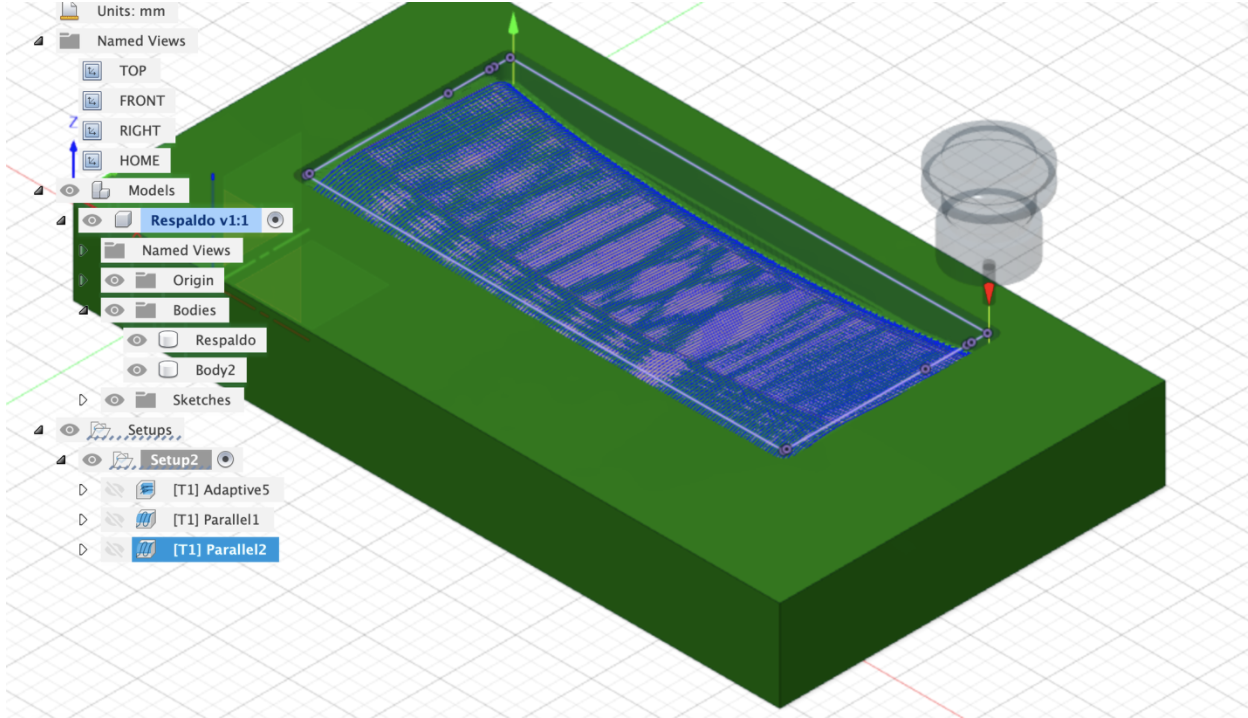 Units: mm
Named Views
TOP
FRONT
Z
RIGHT
HOME
Models
Respaldo v1:1
Named Views
Origin
Bodies
Respaldo
Body2
Sketches
Setups
Setup2
[T1] Adaptive5
[T1] Parallel1
[T1] Parallel2